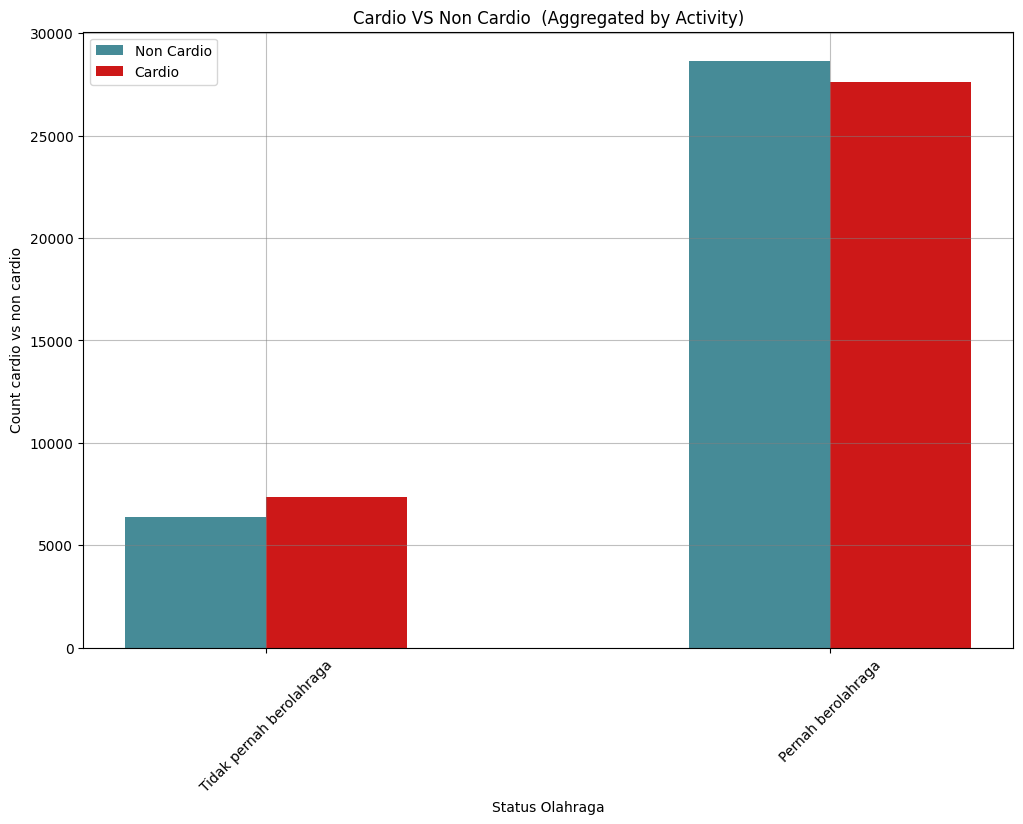 Cardio VS Non Cardio  (Aggregated by Activity)
Non Cardio
Cardio
Count cardio vs non cardio
30000
25000
20000
15000
10000
5000
0
Tidak pernah berolahraga
Pernah berolahraga
Status Olahraga